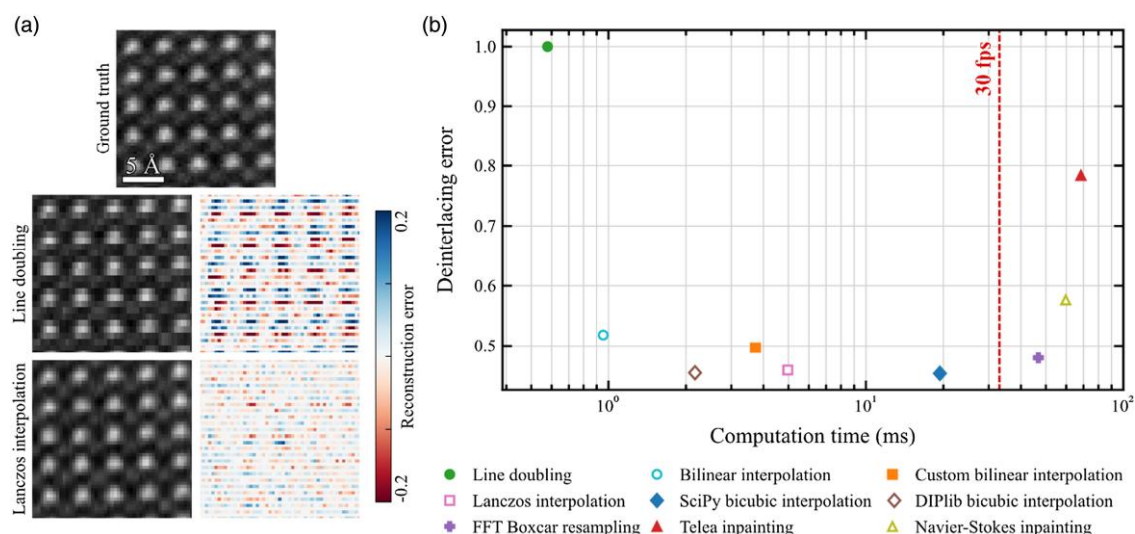 (a)
Ground truth
5 Å
Line doubling
Lanczos interpolation
0.2
Reconstruction error
-0.2
(b)
30 fps
1.0
0.9
0.8
0.7
0.6
0.5
Deinterlacing error
10⁰
10¹
10²
Computation time (ms)
Line doubling
Bilinear interpolation
Custom bilinear interpolation
Lanczos interpolation
SciPy bicubic interpolation
DIPlib bicubic interpolation
FFT Boxcar resampling
Telea inpainting
Navier-Stokes inpainting